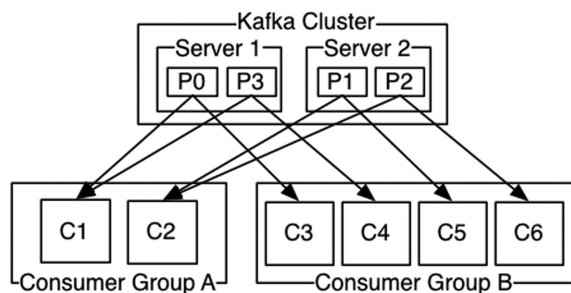 Kafka Cluster
Server 1 Server 2
P0 P3 P1 P2
C1 C2 C3 C4 C5 C6
Consumer Group A Consumer Group B